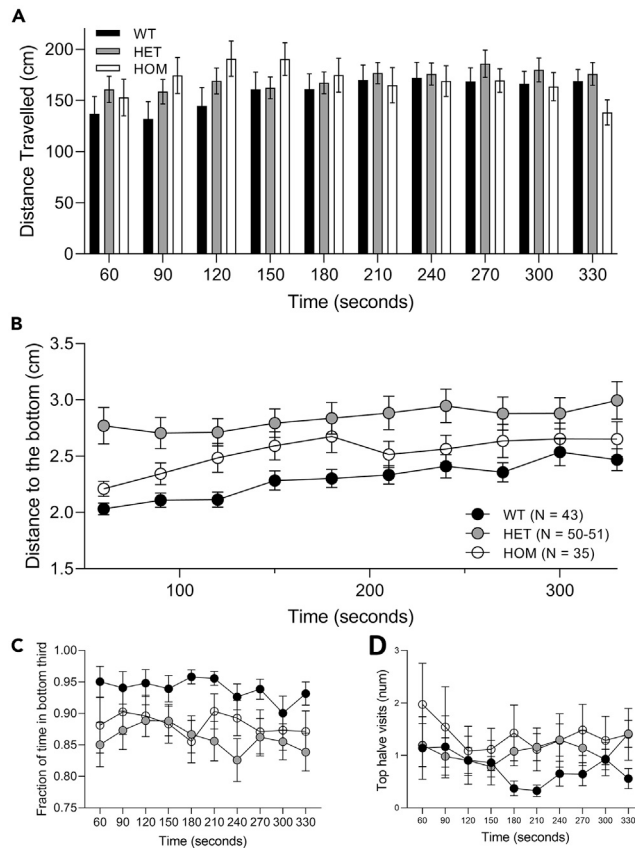 A
WT
HET
HOM
Distance Travelled (cm)
200
150
100
50
0
60 90 120 150 180 210 240 270 300 330
Time (seconds)
B
Distance to the bottom (cm)
3.5
3.0
2.5
2.0
1.5
WT (N = 43)
HET (N = 50-51)
HOM (N = 35)
100 200 300
Time (seconds)
C
Fraction of time in bottom third
1.00
0.95
0.90
0.85
0.80
0.75
60 90 120 150 180 210 240 270 300 330
Time (seconds)
D
Top halve visits (num)
3
2
1
0
60 90 120 150 180 210 240 270 300 330
Time (seconds)